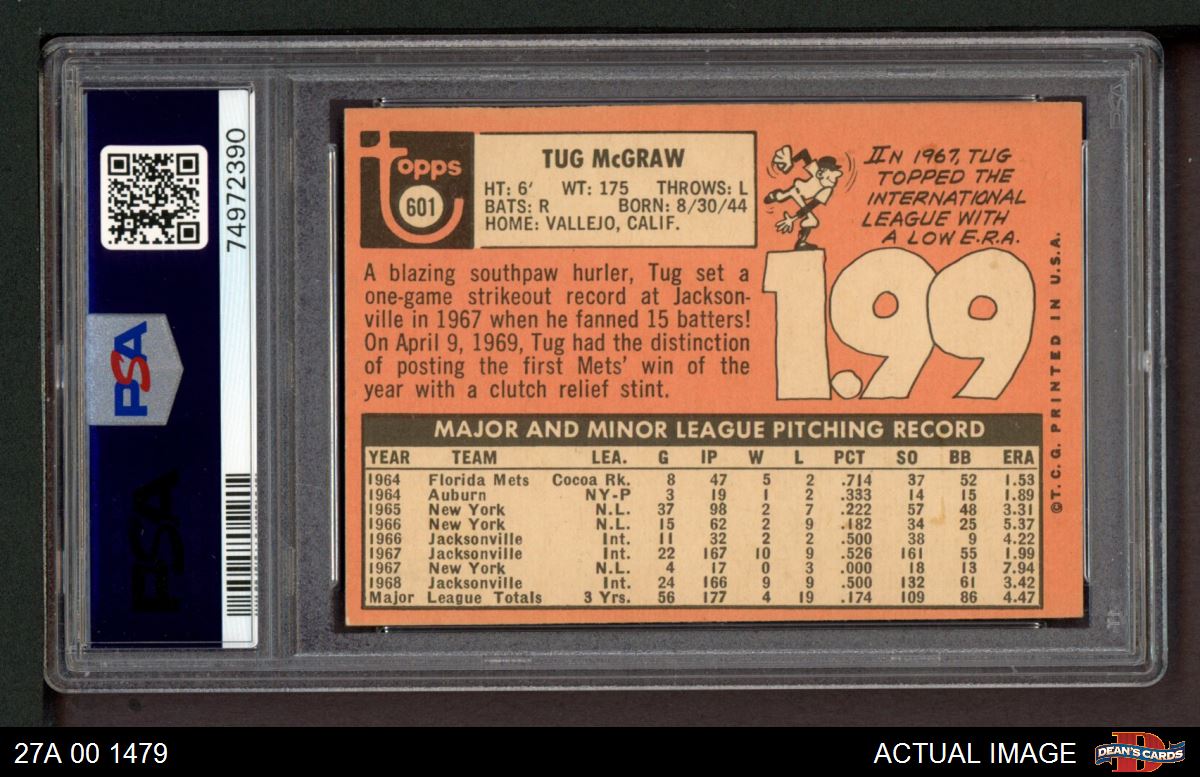 74972390
PSA
PSA
topps
601
TUG McGRAW
HT: 6' WT: 175 THROWS: L
BATS: R BORN: 8/30/44
HOME: VALLEJO, CALIF.
IN 1967, TUG
TOPPED THE
INTERNATIONAL
LEAGUE WITH
A LOW E.R.A.
1.99
A blazing southpaw hurler, Tug set a
one-game strikeout record at Jackson-
ville in 1967 when he fanned 15 batters!
On April 9, 1969, Tug had the distinction
of posting the first Mets' win of the
year with a clutch relief stint.
MAJOR AND MINOR LEAGUE PITCHING RECORD
YEAR TEAM LEA. G IP W L PCT SO BB ERA
1964 Florida Mets Cocoa Rk. 8 47 5 2 .714 37 52 1.53
1964 Auburn NY-P 3 19 1 2 .333 14 15 1.89
1965 New York N.L. 37 98 2 7 .222 57 48 3.31
1966 New York N.L. 15 62 2 9 .182 34 25 5.37
1966 Jacksonville Int. 11 32 2 2 .500 38 9 4.22
1967 Jacksonville Int. 22 167 10 9 .526 161 55 1.99
1967 New York N.L. 4 17 0 3 .000 18 13 7.94
1968 Jacksonville Int. 24 166 9 9 .500 132 61 3.42
Major League Totals 3 Yrs. 56 177 4 19 .174 109 86 4.47
©T.C.G. PRINTED IN U.S.A.
PSA
27A 00 1479
ACTUAL IMAGE
DEAN'S CARDS